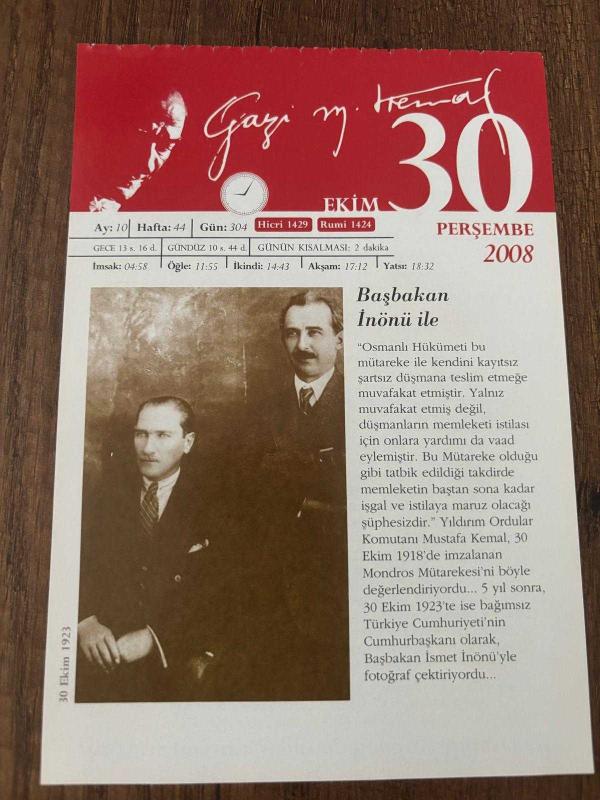 Gazi M. Kemal
30
EKİM
PERŞEMBE
2008
Ay: 10 Hafta: 44 Gün: 304 Hicri 1429 Rumi 1424
GECE 13 s. 16 d. GÜNDÜZ 10 s. 44 d. GÜNÜN KISALMASI: 2 dakika
İmsak: 04:58 Öğle: 11:55 İkindi: 14:43 Akşam: 17:12 Yatsı: 18:32
Başbakan
İnönü ile
“Osmanlı Hükümeti bu
mütareke ile kendini kayıtsız
şartsız düşmana teslim etmeğe
muvafakat etmiştir. Yalnız
muvafakat etmiş değil,
düşmanların memleketi istilası
için onlara yardımı da vaad
eylemiştir. Bu Mütareke olduğu
gibi tatbik edildiği takdirde
memleketin baştan sona kadar
işgal ve istilaya maruz olacağı
şüphesizdir.” Yıldırım Ordular
Komutanı Mustafa Kemal, 30
Ekim 1918'de imzalanan
Mondros Mütarekesi'ni böyle
değerlendiriyordu... 5 yıl sonra,
30 Ekim 1923'te ise bağımsız
Türkiye Cumhuriyeti'nin
Cumhurbaşkanı olarak,
Başbakan İsmet İnönü'yle
fotoğraf çektiriyordu...
30 Ekim 1923